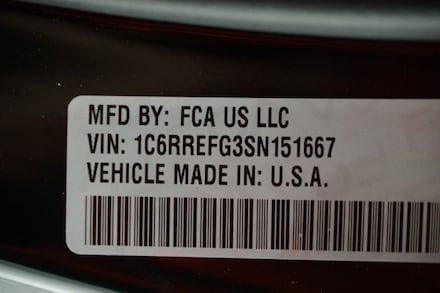 MFD BY: FCA US LLC
VIN: 1C6RREFG3SN151667
VEHICLE MADE IN: U.S.A.